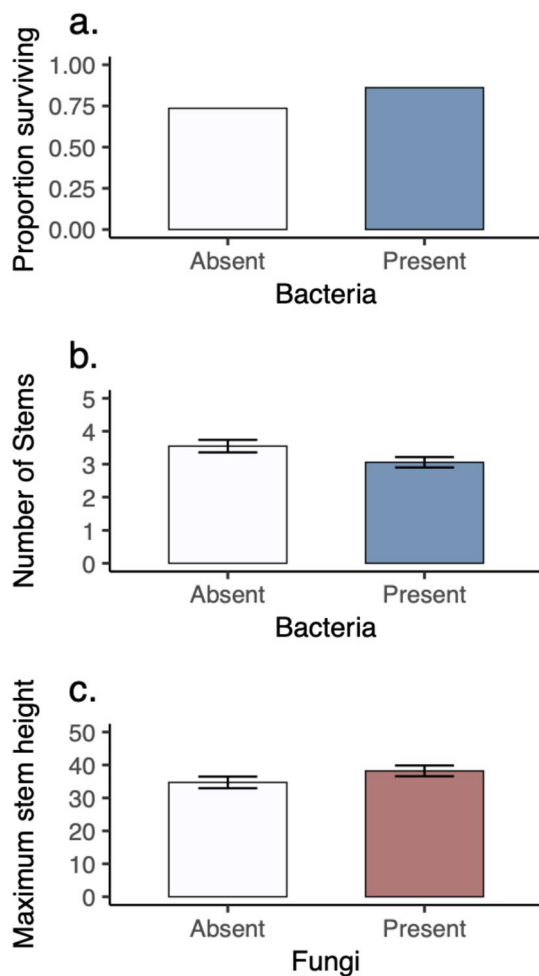 a.
Proportion surviving
1.00
0.75
0.50
0.25
0.00
Absent Present
Bacteria
b.
Number of Stems
5
4
3
2
1
0
Absent Present
Bacteria
c.
Maximum stem height
50
40
30
20
10
0
Absent Present
Fungi